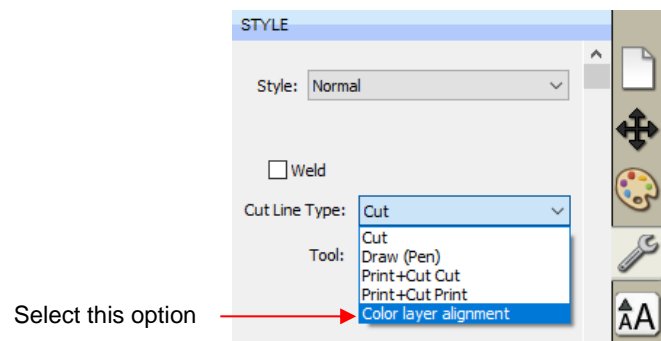 STYLE
Style: Normal
Weld
Cut Line Type: Cut
Cut
Tool: Draw (Pen)
Print+Cut Cut
Print+Cut Print
Select this option Color layer alignment
AA